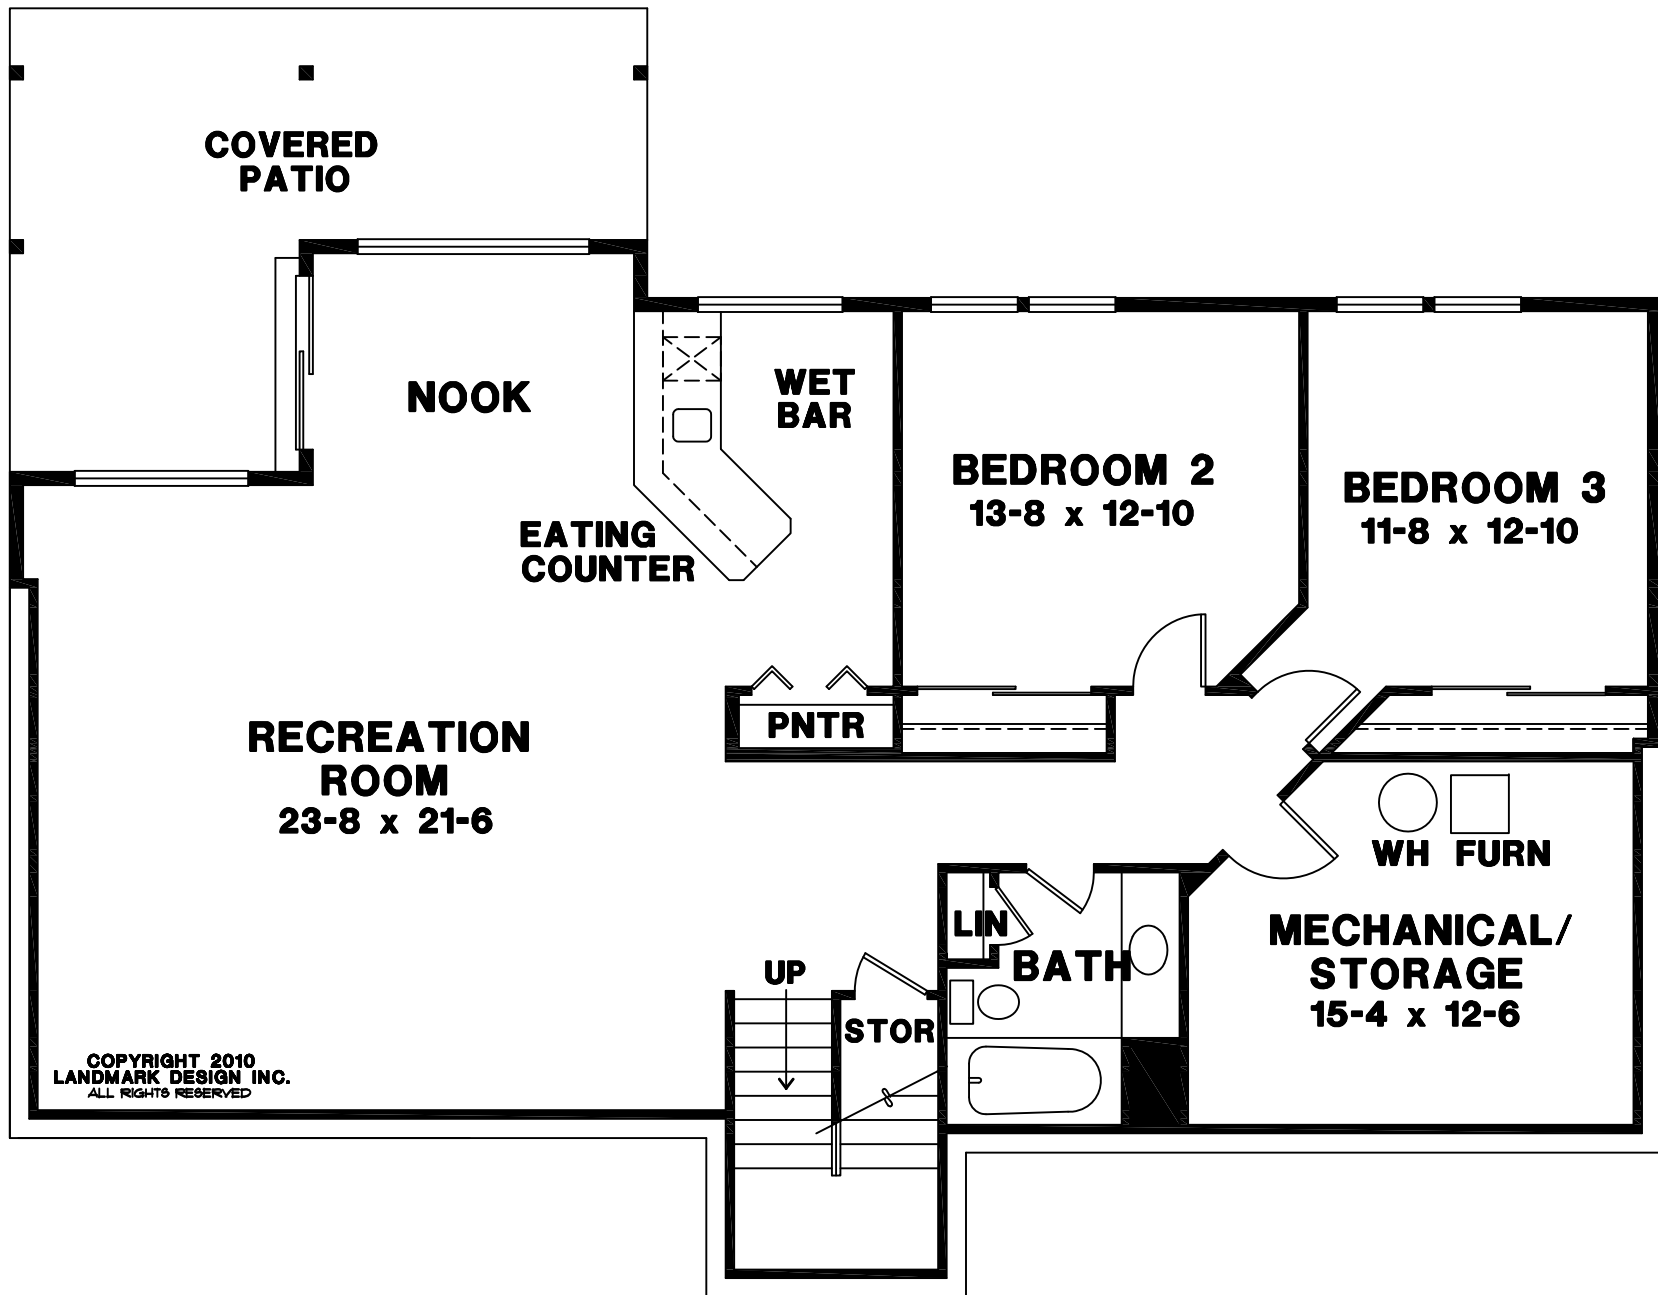 COVERED
PATIO
NOOK
WET
BAR
BEDROOM 2
13-8 x 12-10
BEDROOM 3
11-8 x 12-10
EATING
COUNTER
PNTR
RECREATION
ROOM
23-8 x 21-6
WH FURN
LIN
BATH
MECHANICAL/
STORAGE
15-4 x 12-6
UP
STOR
COPYRIGHT 2010
LANDMARK DESIGN INC.
ALL RIGHTS RESERVED